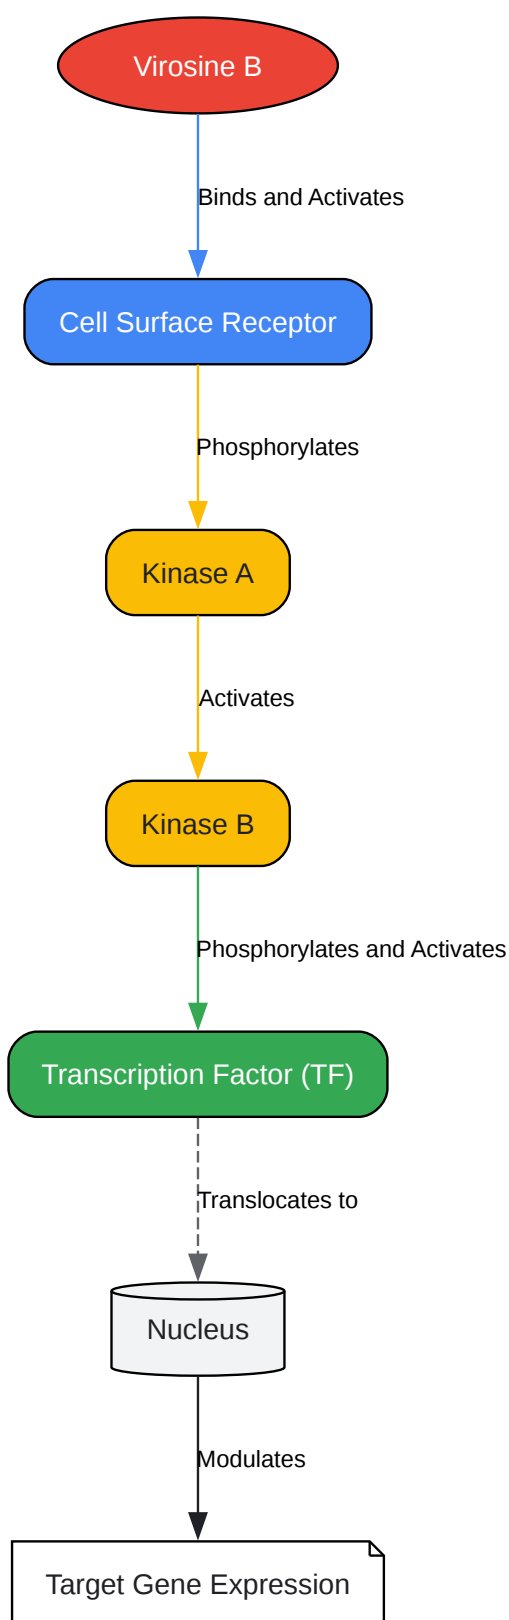 Virosine B
Binds and Activates
Cell Surface Receptor
Phosphorylates
Kinase A
Activates
Kinase B
Phosphorylates and Activates
Transcription Factor (TF)
Translocates to
Nucleus
Modulates
Target Gene Expression